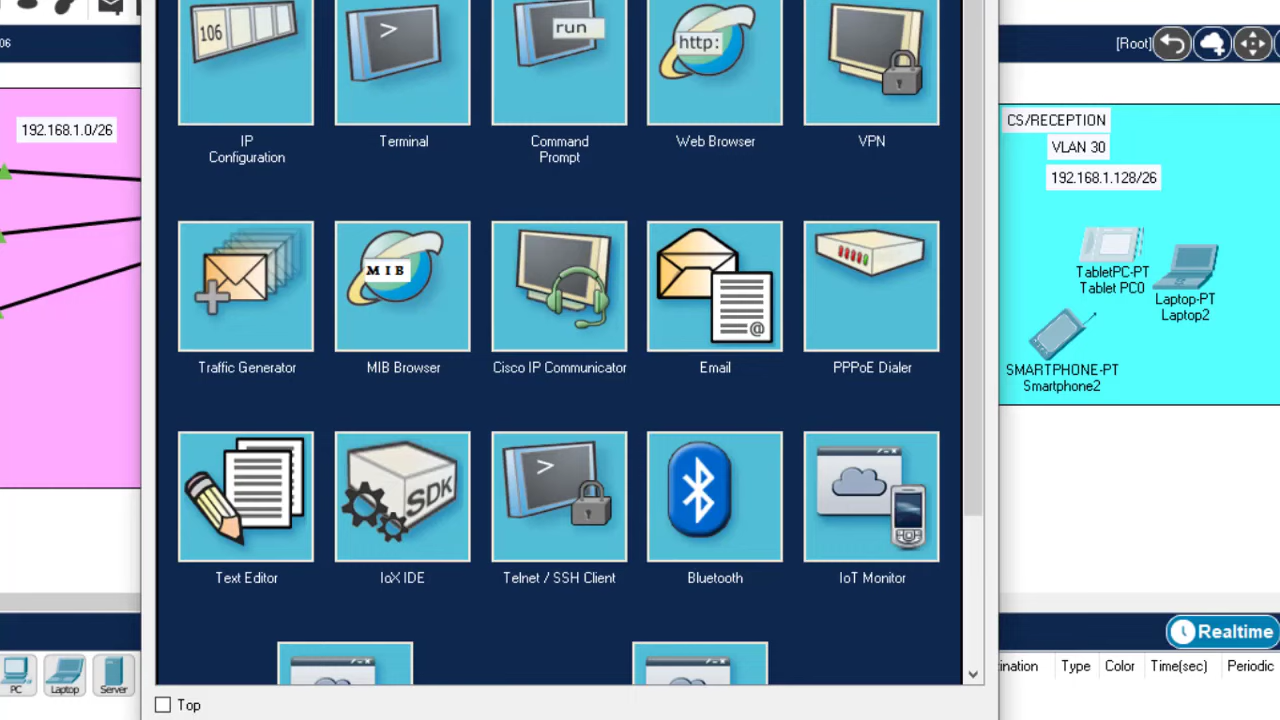 06
[Root]
192.168.1.0/26
106
>
run
http:
IP
Configuration
Terminal
Command
Prompt
Web Browser
VPN
CS/RECEPTION
VLAN 30
192.168.1.128/26
TabletPC-PT
Tablet PC0
Laptop-PT
Laptop2
SMARTPHONE-PT
Smartphone2
MIB
@
Traffic Generator
MIB Browser
Cisco IP Communicator
Email
PPPoE Dialer
SDK
>
Text Editor
IoX IDE
Telnet / SSH Client
Bluetooth
IoT Monitor
Realtime
PC
Laptop
Server
ination
Type
Color
Time(sec)
Periodic
Top